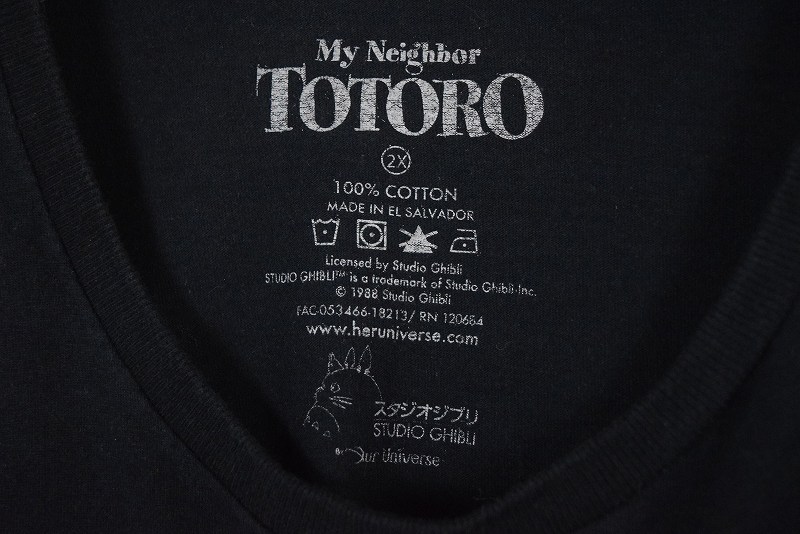 My Neighbor
TOTORO
2X
100% COTTON
MADE IN EL SALVADOR
Licensed by Studio Ghibli
STUDIO GHIBLI™ is a trademark of Studio Ghibli-Inc.
© 1988 Studio Ghibli
FAC-053466-18213/ RN 120684
www.heruniverse.com
スタジオジブリ
STUDIO GHIBLI
By Our Universe